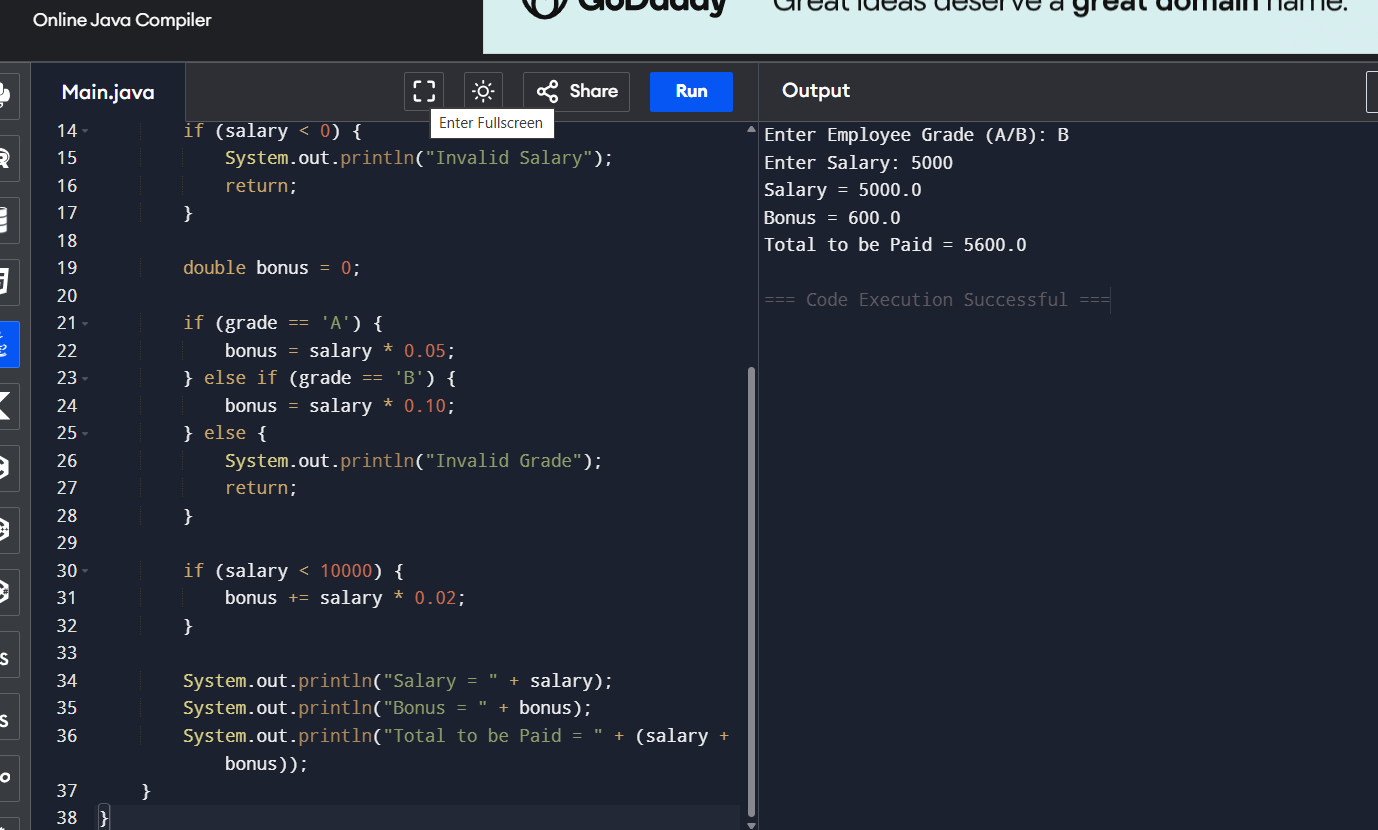 Online Java Compiler
GoDaddy
Great ideas deserve a great domain name.
Main.java
Share
Run
Output
Enter Fullscreen
14 if (salary < 0) {
15 System.out.println("Invalid Salary");
16 return;
17 }
18
19 double bonus = 0;
20
21 if (grade == 'A') {
22 bonus = salary * 0.05;
23 } else if (grade == 'B') {
24 bonus = salary * 0.10;
25 } else {
26 System.out.println("Invalid Grade");
27 return;
28 }
29
30 if (salary < 10000) {
31 bonus += salary * 0.02;
32 }
33
34 System.out.println("Salary = " + salary);
35 System.out.println("Bonus = " + bonus);
36 System.out.println("Total to be Paid = " + (salary +
bonus));
37 }
38 }
Enter Employee Grade (A/B): B
Enter Salary: 5000
Salary = 5000.0
Bonus = 600.0
Total to be Paid = 5600.0
=== Code Execution Successful ===